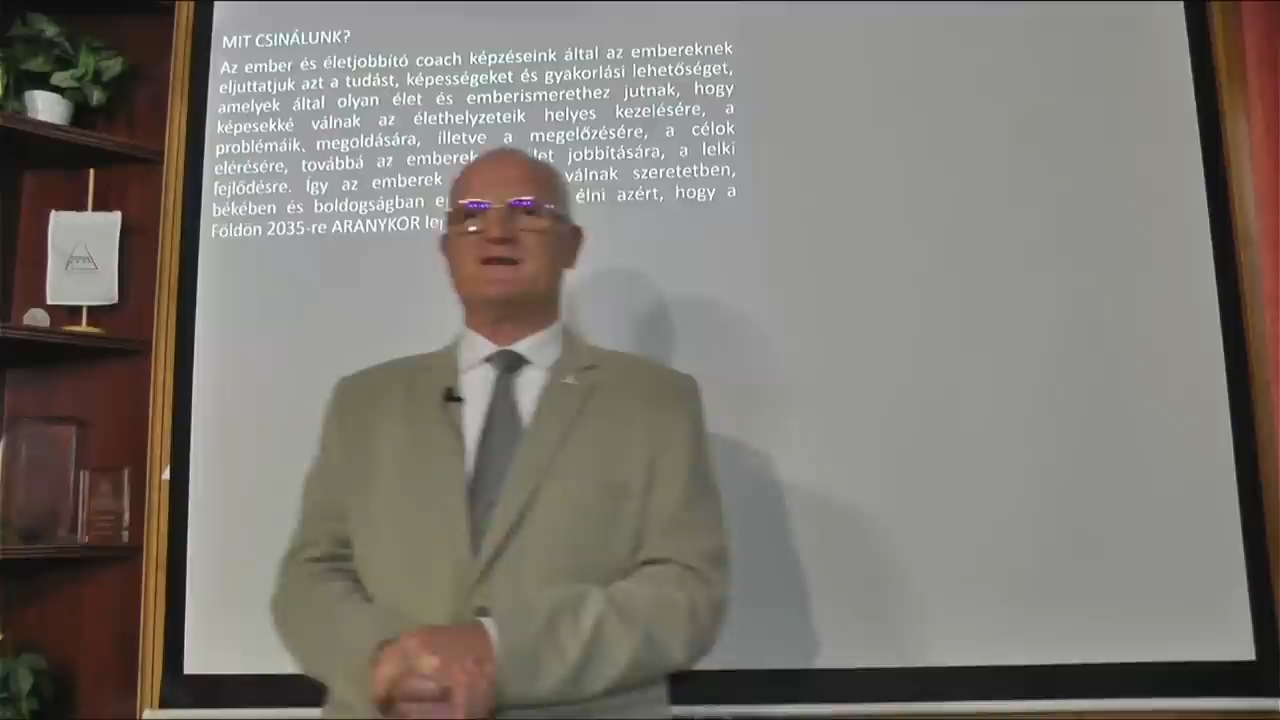 MIT CSINÁLUNK?
Az ember és életjobbító coach képzéseink által az embereknek
eljuttatjuk azt a tudást, képességeket és gyakorlási lehetőséget,
amelyek által olyan élet és emberismerethez jutnak, hogy
képesekké válnak az élethelyzeteik helyes kezelésére, a
problémáik, megoldására, illetve a megelőzésére, a célok
elérésére, továbbá az emberek jobbítására, a lelki
fejlődésre. Így az emberek válnak szeretetben,
békében és boldogságban élni azért, hogy a
Földön 2035-re ARANYKOR